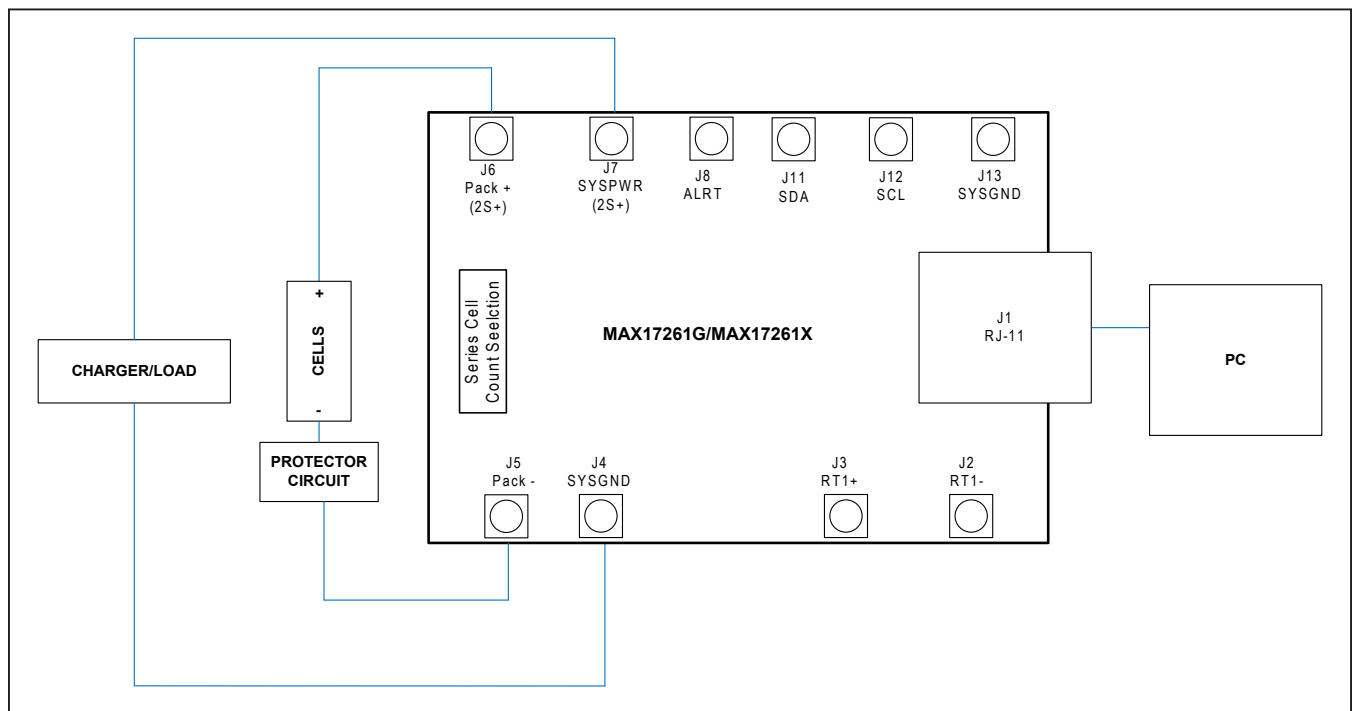 J6
Pack +
(2S+)
J7
SYSPWR
(2S+)
J8
ALRT
J11
SDA
J12
SCL
J13
SYSGND
+
CELLS
-
CHARGER/LOAD
PROTECTOR
CIRCUIT
Series Cell
Count Seelction
MAX17261G/MAX17261X
J1
RJ-11
PC
J5
Pack -
J4
SYSGND
J3
RT1+
J2
RT1-